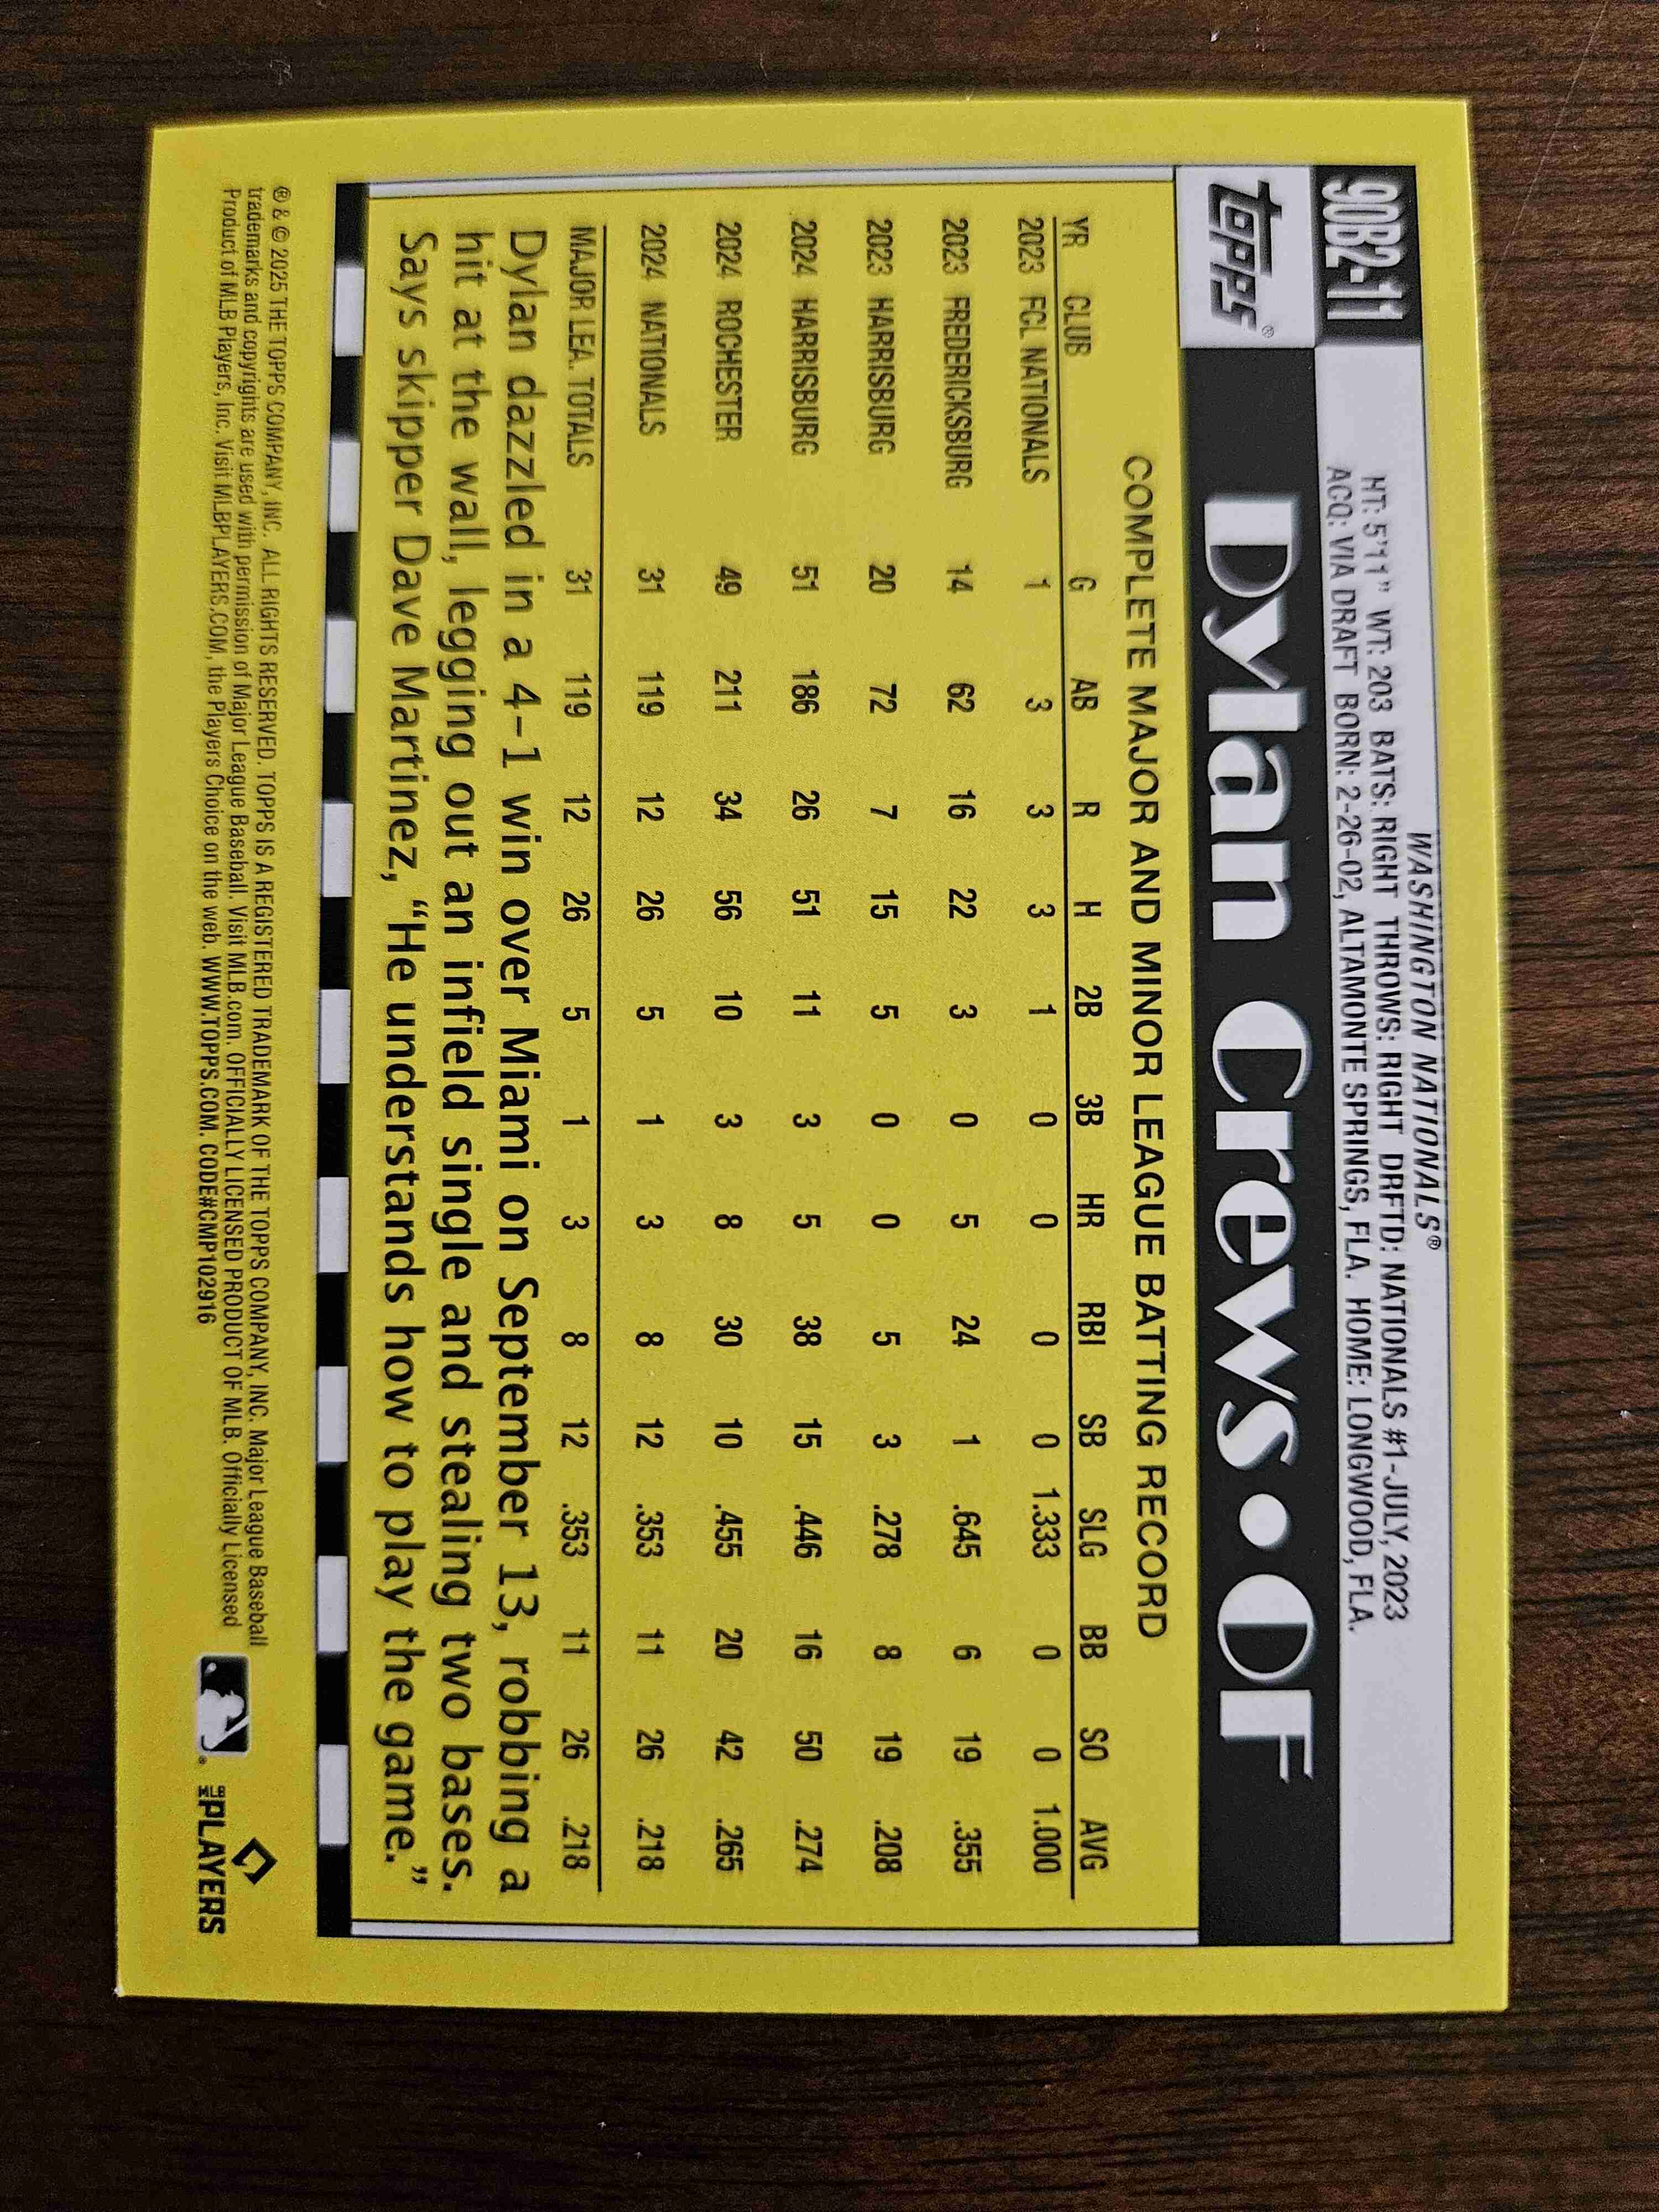 90B2-11
WASHINGTON NATIONALS®
HT: 5'11" WT: 203 BATS: RIGHT THROWS: RIGHT DRFTD: NATIONALS #1-JULY, 2023
ACQ: VIA DRAFT BORN: 2-26-02, ALTAMONTE SPRINGS, FLA. HOME: LONGWOOD, FLA.
topps®
Dylan Crews • OF
COMPLETE MAJOR AND MINOR LEAGUE BATTING RECORD
YR CLUB G AB R H 2B 3B HR RBI SB SLG BB SO AVG
2023 FCL NATIONALS 1 3 3 3 1 0 0 0 0 1.333 0 0 1.000
2023 FREDERICKSBURG 14 62 16 22 3 0 5 24 1 .645 6 19 .355
2023 HARRISBURG 20 72 7 15 5 0 0 5 3 .278 8 19 .208
2024 HARRISBURG 51 186 26 51 11 3 5 38 15 .446 16 50 .274
2024 ROCHESTER 49 211 34 56 10 3 8 30 10 .455 20 42 .265
2024 NATIONALS 31 119 12 26 5 1 3 8 12 .353 11 26 .218
MAJOR LEA. TOTALS 31 119 12 26 5 1 3 8 12 .353 11 26 .218
Dylan dazzled in a 4–1 win over Miami on September 13, robbing a
hit at the wall, legging out an infield single and stealing two bases.
Says skipper Dave Martinez, “He understands how to play the game.”
® & © 2025 THE TOPPS COMPANY, INC. ALL RIGHTS RESERVED. TOPPS IS A REGISTERED TRADEMARK OF THE TOPPS COMPANY, INC. Major League Baseball
trademarks and copyrights are used with permission of Major League Baseball. Visit MLB.com. OFFICIALLY LICENSED PRODUCT OF MLB. Officially Licensed
Product of MLB Players, Inc. Visit MLBPLAYERS.COM, the Players Choice on the web. WWW.TOPPS.COM. CODE#CMP102916
MLB PLAYERS